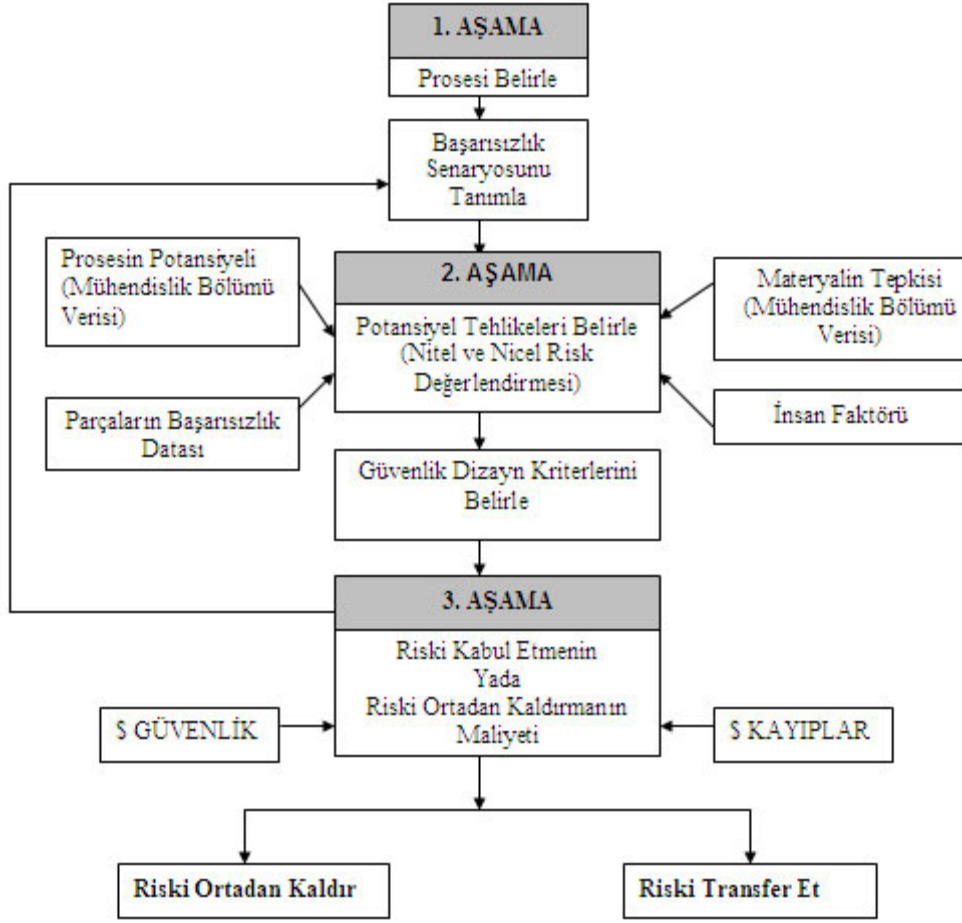 1. AŞAMA
Prosesi Belirle
Başarısızlık
Senaryosunu
Tanımla
Prosesin Potansiyeli
(Mühendislik Bölümü
Verisi)
2. AŞAMA
Potansiyel Tehlikeleri Belirle
(Nitel ve Nicel Risk
Değerlendirmesi)
Materyalin Tepkisi
(Mühendislik Bölümü
Verisi)
Parçaların Başarısızlık
Datası
İnsan Faktörü
Güvenlik Dizayn Kriterlerini
Belirle
3. AŞAMA
Riski Kabul Etmenin
Yada
Riski Ortadan Kaldırmanın
Maliyeti
$ GÜVENLİK
$ KAYIPLAR
Riski Ortadan Kaldır
Riski Transfer Et